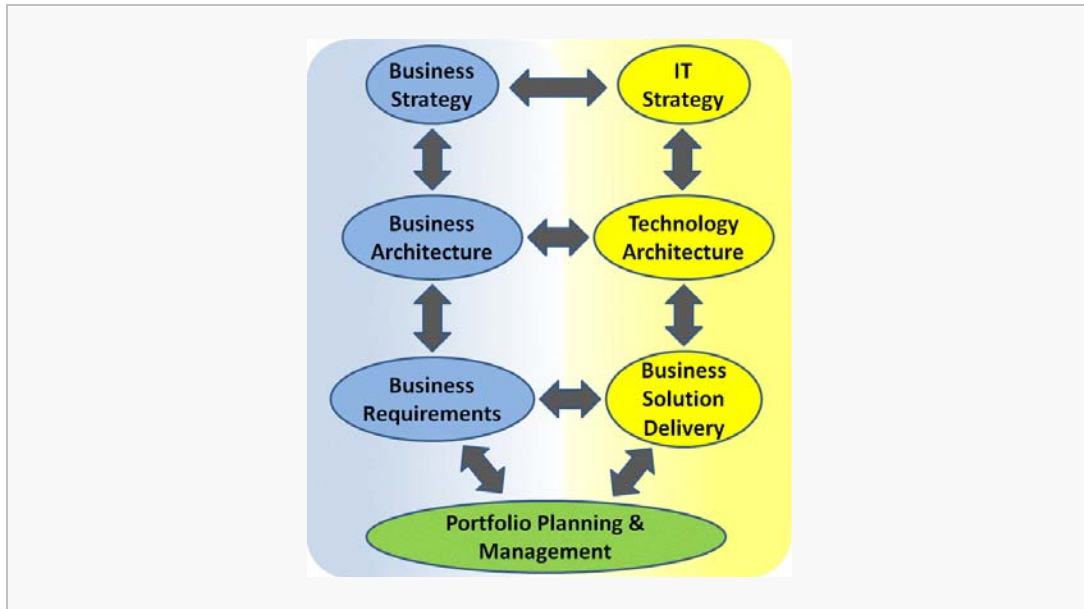 Business
Strategy
IT
Strategy
Business
Architecture
Technology
Architecture
Business
Requirements
Business
Solution
Delivery
Portfolio Planning &
Management